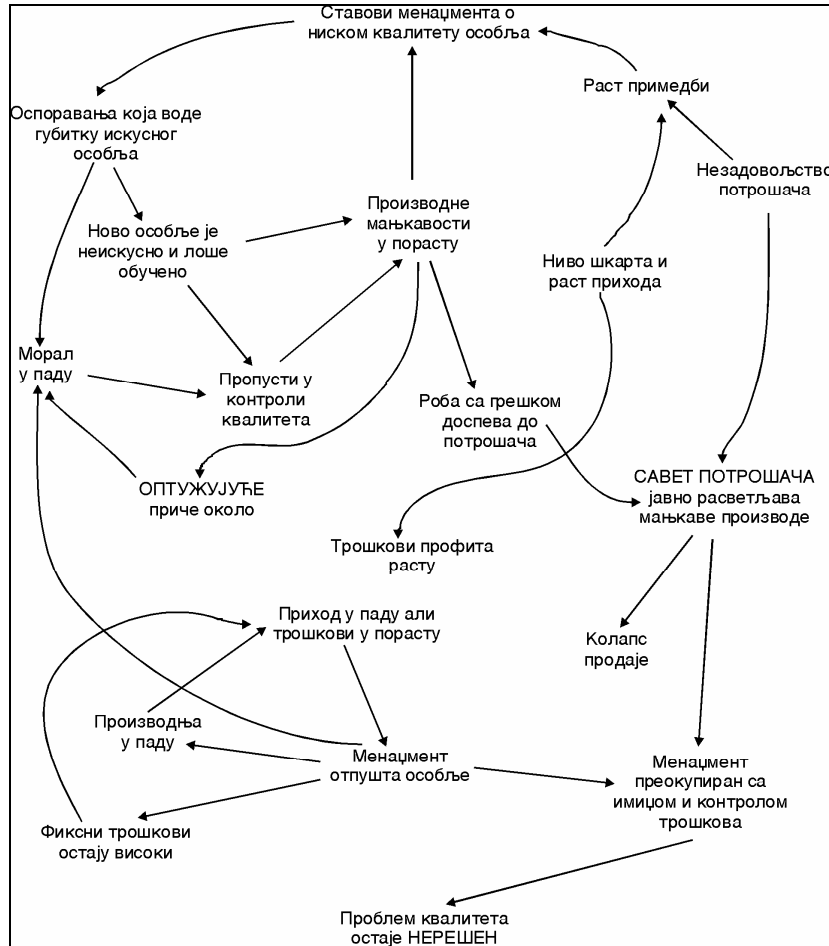 Ставови менаџмента о
ниском квалитету особља
Раст примедби
Оспоравања која воде
губитку искусног
особља
Незадовољство
потрошача
Ново особље је
неискусно и лоше
обучено
Производне
мањкавости
у порасту
Ниво шкарта и
раст прихода
Морал
у паду
Пропусти у
контроли
квалитета
Роба са грешком
доспева до
потрошача
ОПТУЖУЈУЋЕ
приче около
САВЕТ ПОТРОШАЧА
јавно расветљава
мањкаве производе
Трошкови профита
расту
Приход у паду али
трошкови у порасту
Колапс
продаје
Производња
у паду
Менаџмент
отпушта особље
Менаџмент
преокупиран са
имиџом и контролом
трошкова
Фиксни трошкови
остају високи
Проблем квалитета
остаје НЕРЕШЕН